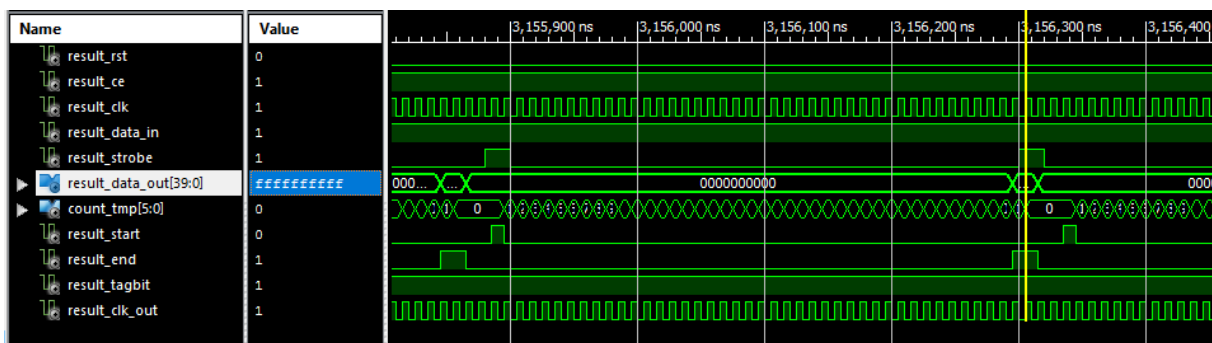 Name Value 3,155,900 ns 3,156,000 ns 3,156,100 ns 3,156,200 ns 3,156,300 ns 3,156,400
result_rst 0
result_ce 1
result_clk 1
result_data_in 1
result_strobe 1
result_data_out[39:0] ffffffffff 000... ... 0000000000 000
count_tmp[5:0] 0 0 0
result_start 0
result_end 1
result_tagbit 1
result_clk_out 1